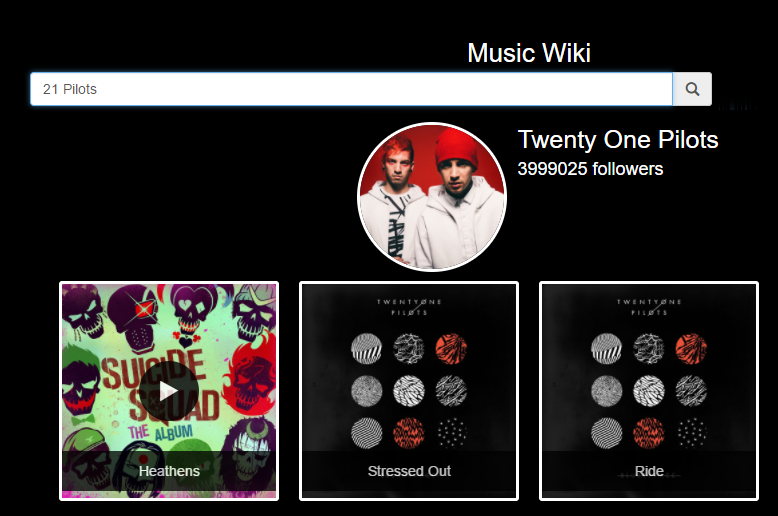 Music Wiki
21 Pilots
Twenty One Pilots
3999025 followers
SUICIDE
SQUAD
THE ALBUM
Heathens
TWENTY ONE
PILOTS
Stressed Out
TWENTY ONE
PILOTS
Ride